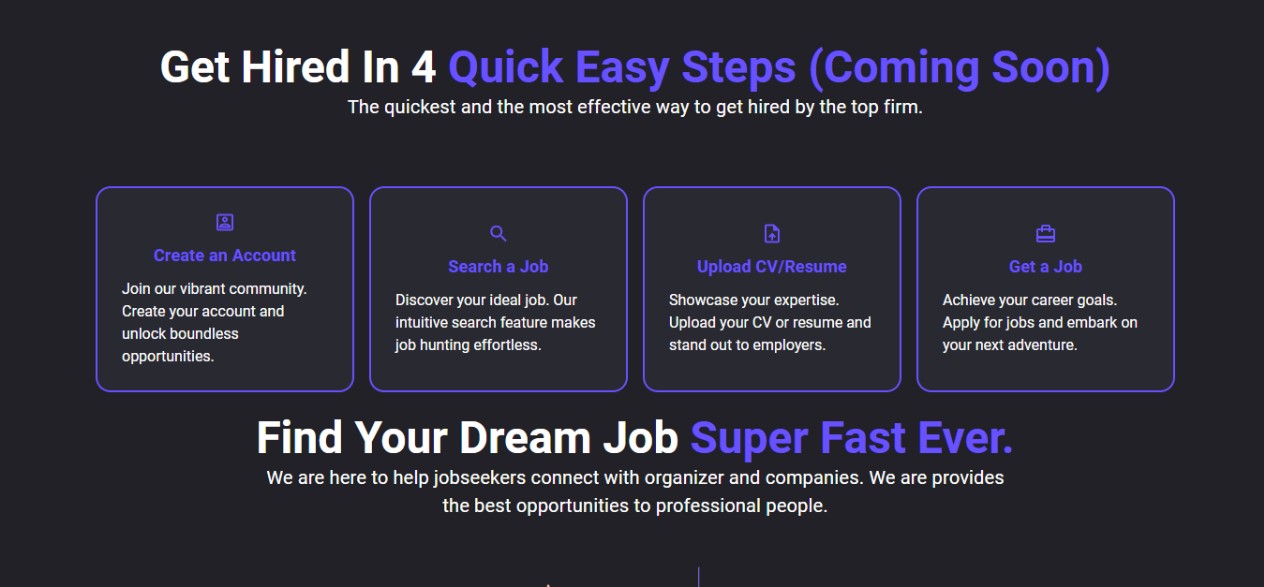 Get Hired In 4 Quick Easy Steps (Coming Soon)
The quickest and the most effective way to get hired by the top firm.
Create an Account
Join our vibrant community.
Create your account and
unlock boundless
opportunities.
Search a Job
Discover your ideal job. Our
intuitive search feature makes
job hunting effortless.
Upload CV/Resume
Showcase your expertise.
Upload your CV or resume and
stand out to employers.
Get a Job
Achieve your career goals.
Apply for jobs and embark on
your next adventure.
Find Your Dream Job Super Fast Ever.
We are here to help jobseekers connect with organizer and companies. We are provides
the best opportunities to professional people.